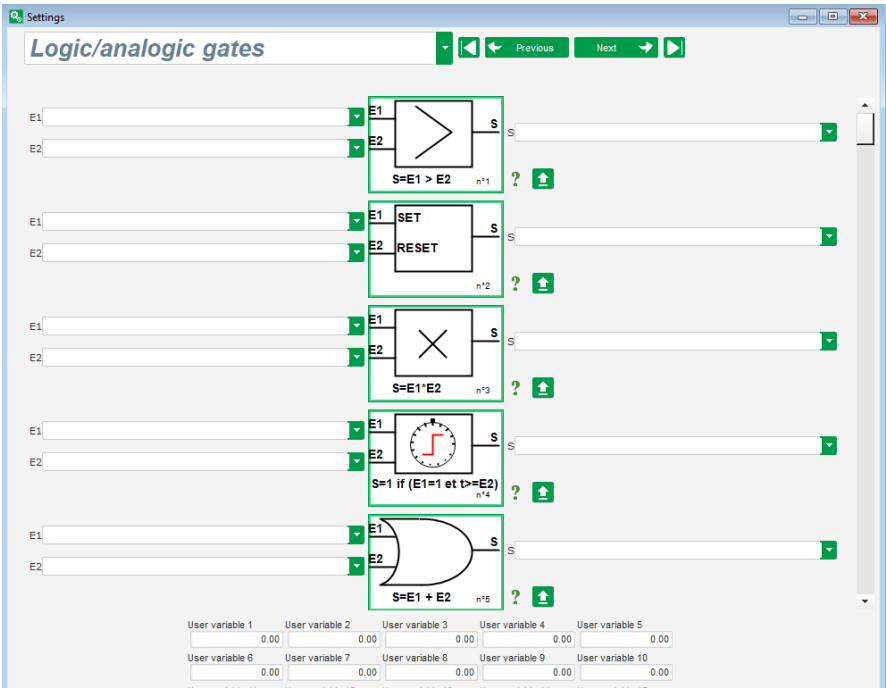 Settings
Logic/analogic gates
Previous
Next
E1
E1
S
S
E2
E2
S=E1 > E2
n°1
?
E1
E1 SET
S
S
E2
E2 RESET
n°2
?
E1
E1
S
S
E2
E2
S=E1*E2
n°3
?
E1
E1
S
S
E2
E2
S=1 if (E1=1 et t>=E2)
n°4
?
E1
E1
S
S
E2
E2
S=E1 + E2
n°5
?
User variable 1 User variable 2 User variable 3 User variable 4 User variable 5
0.00 0.00 0.00 0.00 0.00
User variable 6 User variable 7 User variable 8 User variable 9 User variable 10
0.00 0.00 0.00 0.00 0.00